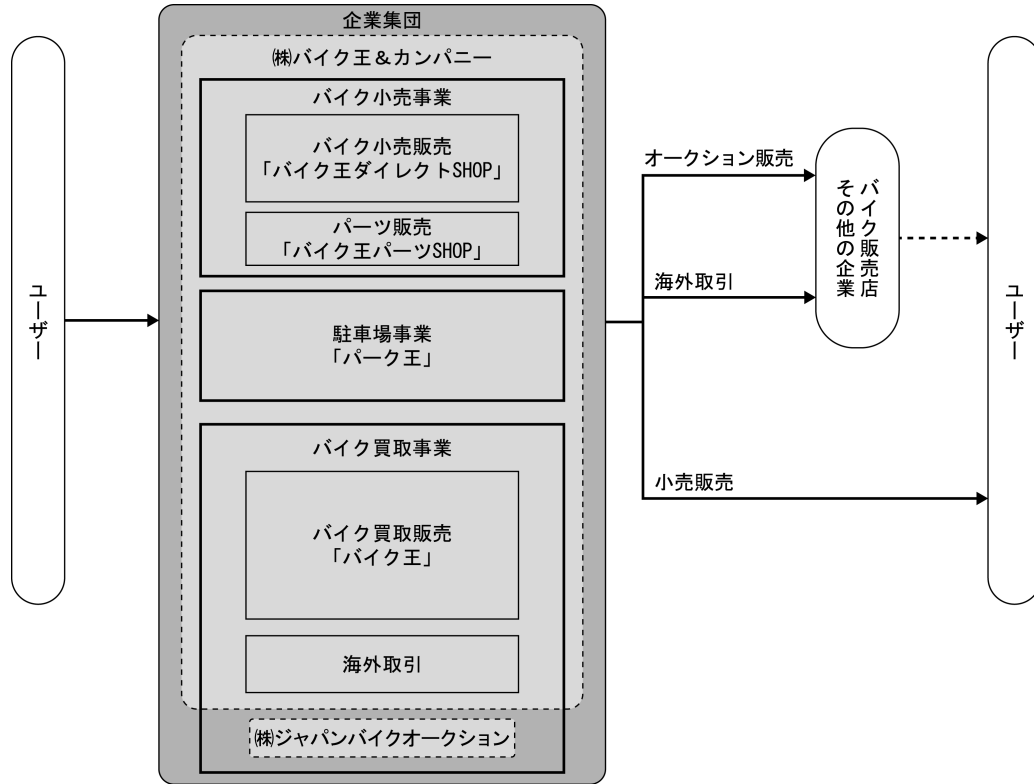 企業集団
㈱バイク王＆カンパニー
バイク小売事業
バイク小売販売
「バイク王ダイレクトSHOP」
パーツ販売
「バイク王パーツSHOP」
駐車場事業
「パーク王」
バイク買取事業
バイク買取販売
「バイク王」
海外取引
㈱ジャパンバイクオークション
ユーザー
オークション販売
海外取引
小売販売
バイク販売店
その他の企業
ユーザー